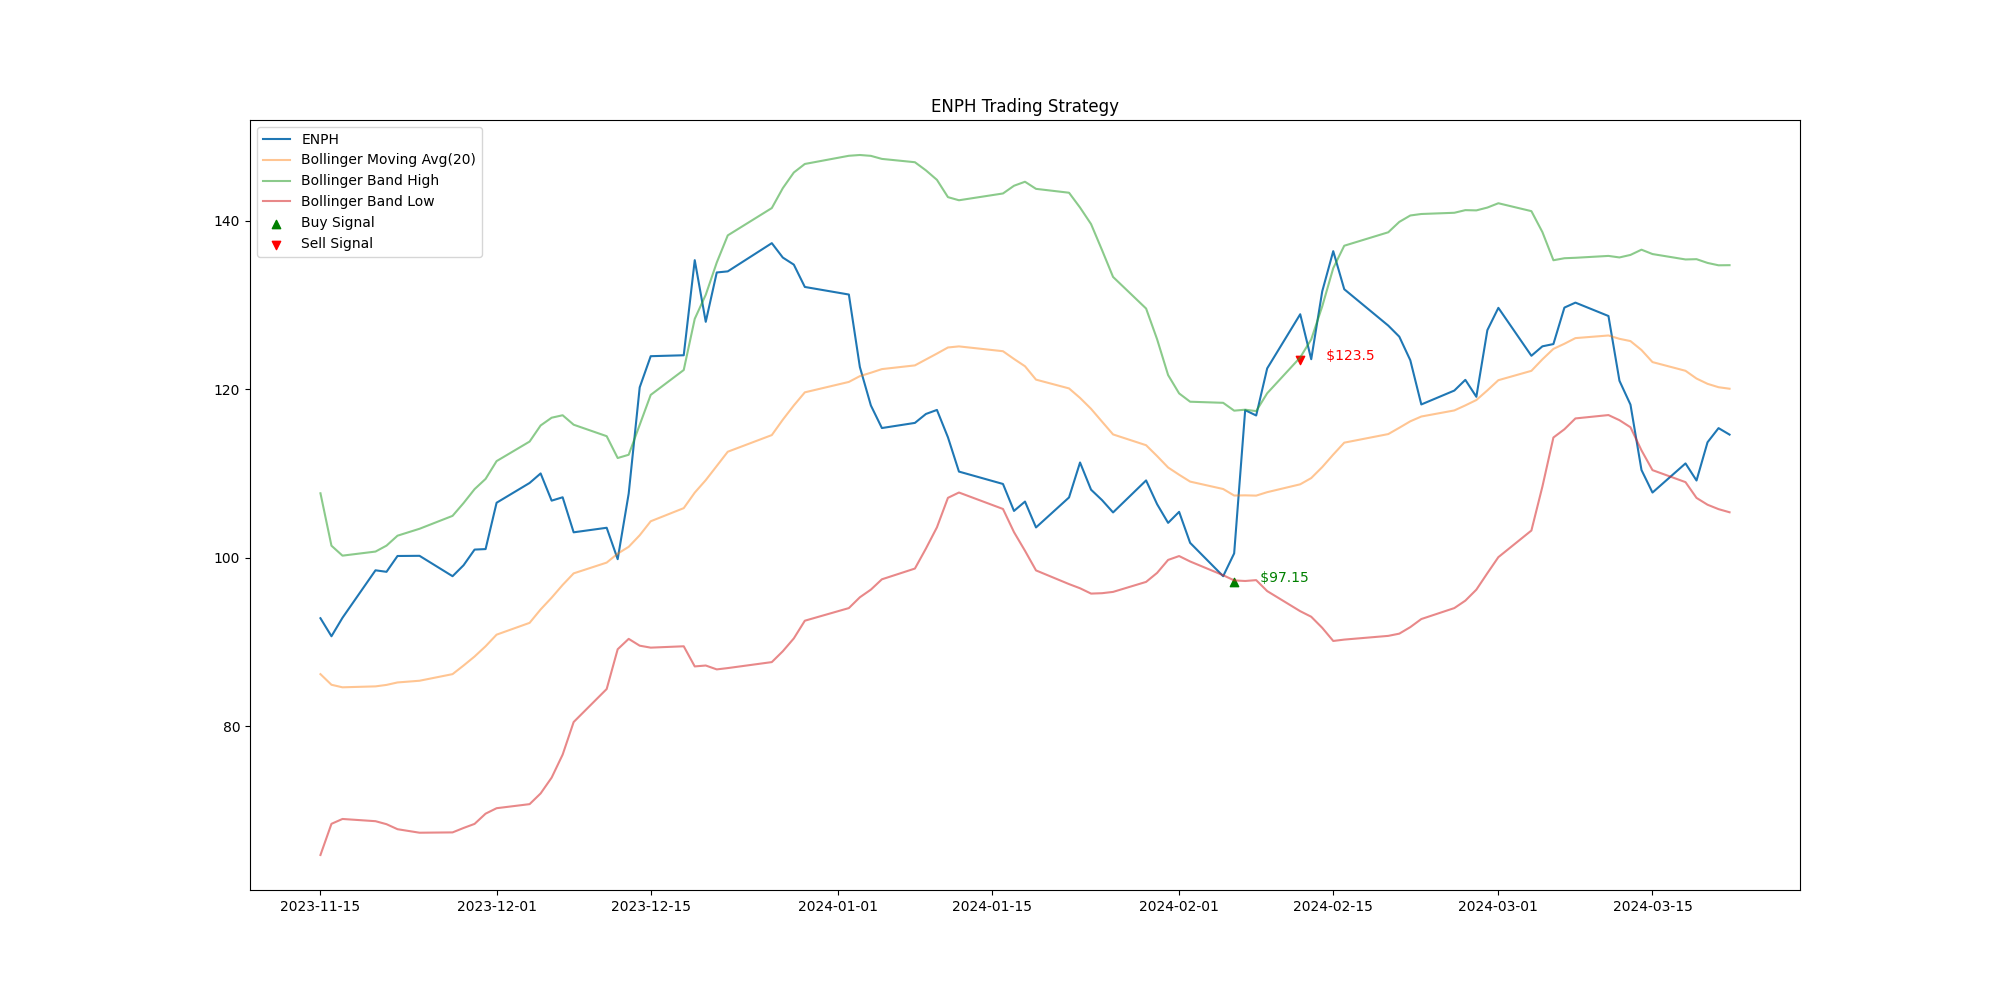 ENPH Trading Strategy
ENPH
Bollinger Moving Avg(20)
Bollinger Band High
Bollinger Band Low
Buy Signal
Sell Signal
140
120
100
80
$123.5
$97.15
2023-11-15 2023-12-01 2023-12-15 2024-01-01 2024-01-15 2024-02-01 2024-02-15 2024-03-01 2024-03-15